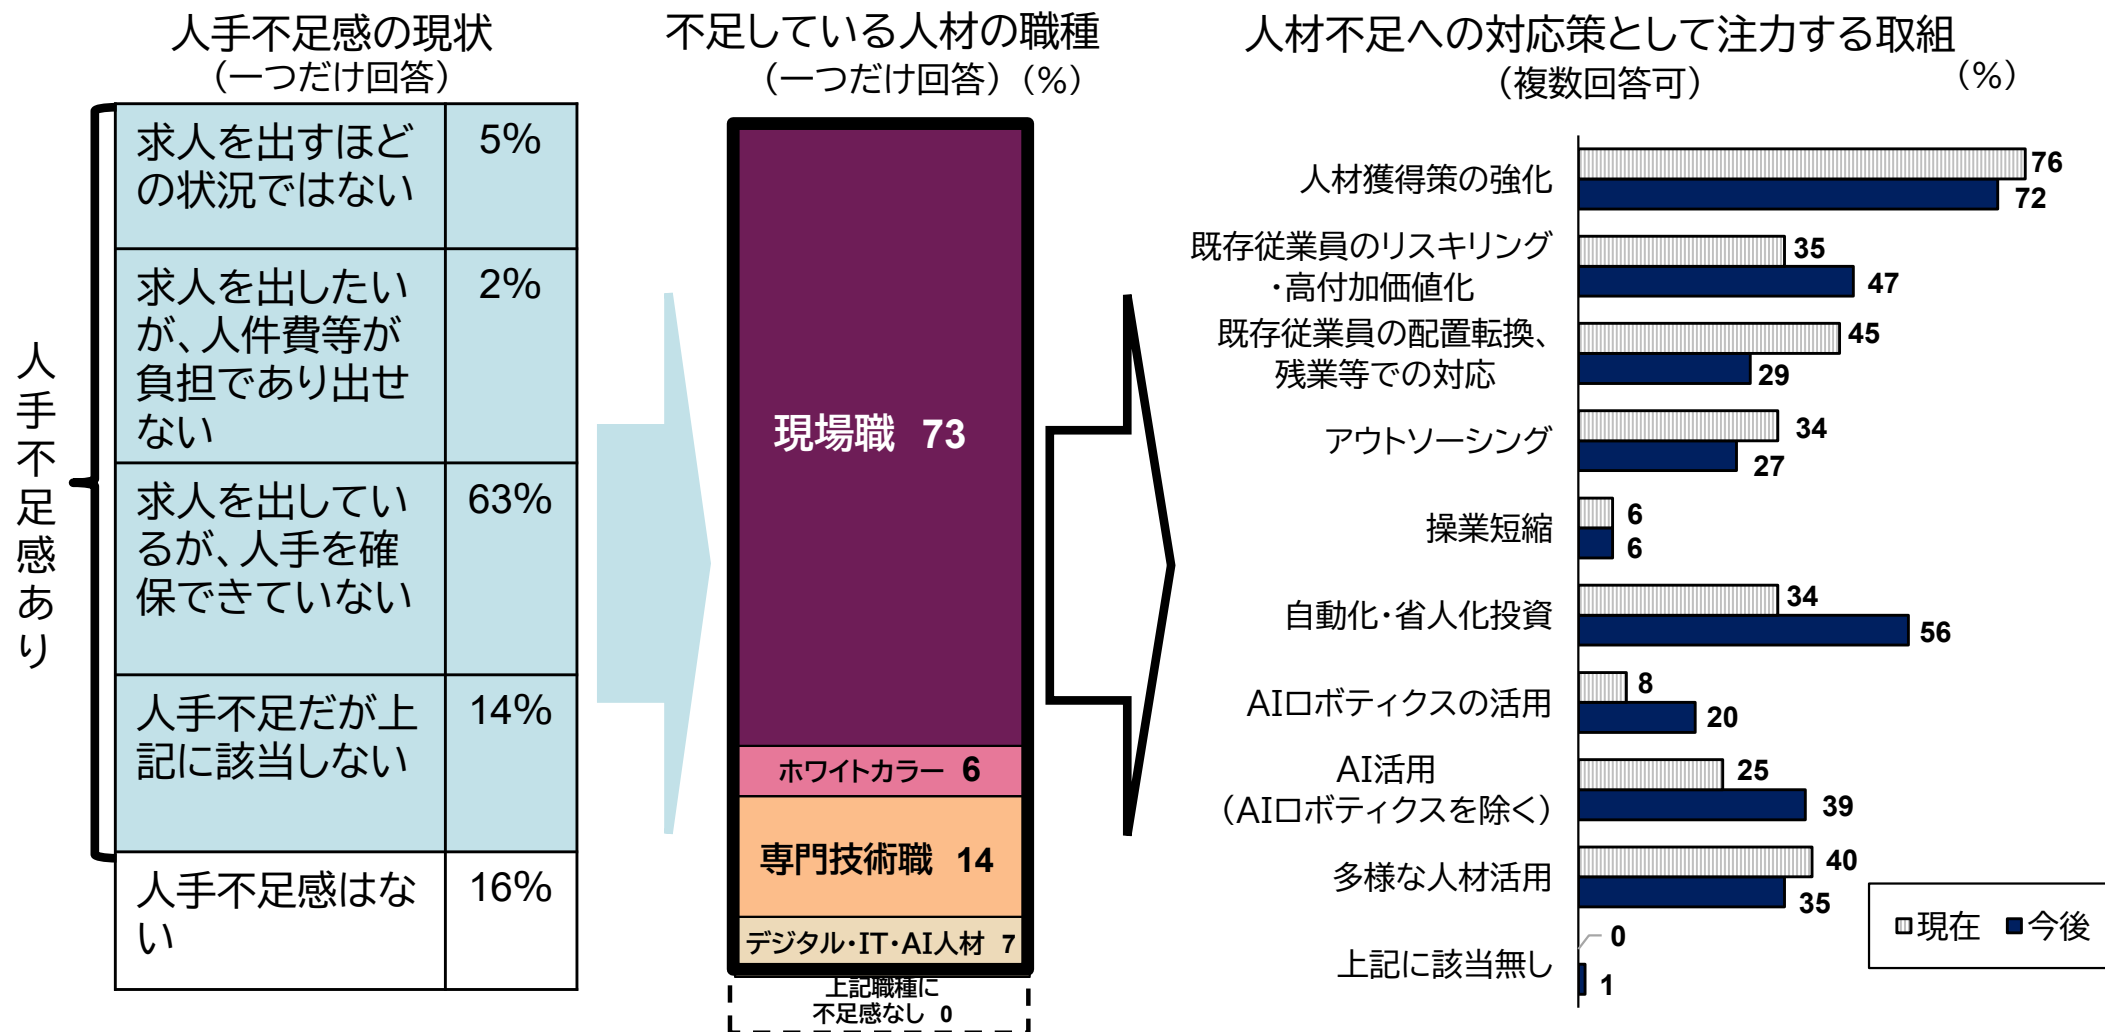 人手不足感の現状
（一つだけ回答）
人手不足感あり
求人を出すほど
の状況ではない
5%
求人を出したい
が、人件費等が
負担であり出せ
ない
2%
求人を出してい
るが、人手を確
保できていない
63%
人手不足だが上
記に該当しない
14%
人手不足感はな
い
16%
不足している人材の職種
（一つだけ回答）（%）
現場職 73
ホワイトカラー 6
専門技術職 14
デジタル・IT・AI人材 7
上記職種に
不足感なし 0
人材不足への対応策として注力する取組
（複数回答可）
（%）
人材獲得策の強化
76
72
既存従業員のリスキリング
・高付加価値化
35
47
既存従業員の配置転換、
残業等での対応
45
29
アウトソーシング
34
27
操業短縮
6
6
自動化・省人化投資
34
56
AIロボティクスの活用
8
20
AI活用
（AIロボティクスを除く）
25
39
多様な人材活用
40
35
上記に該当無し
0
1
現在 今後